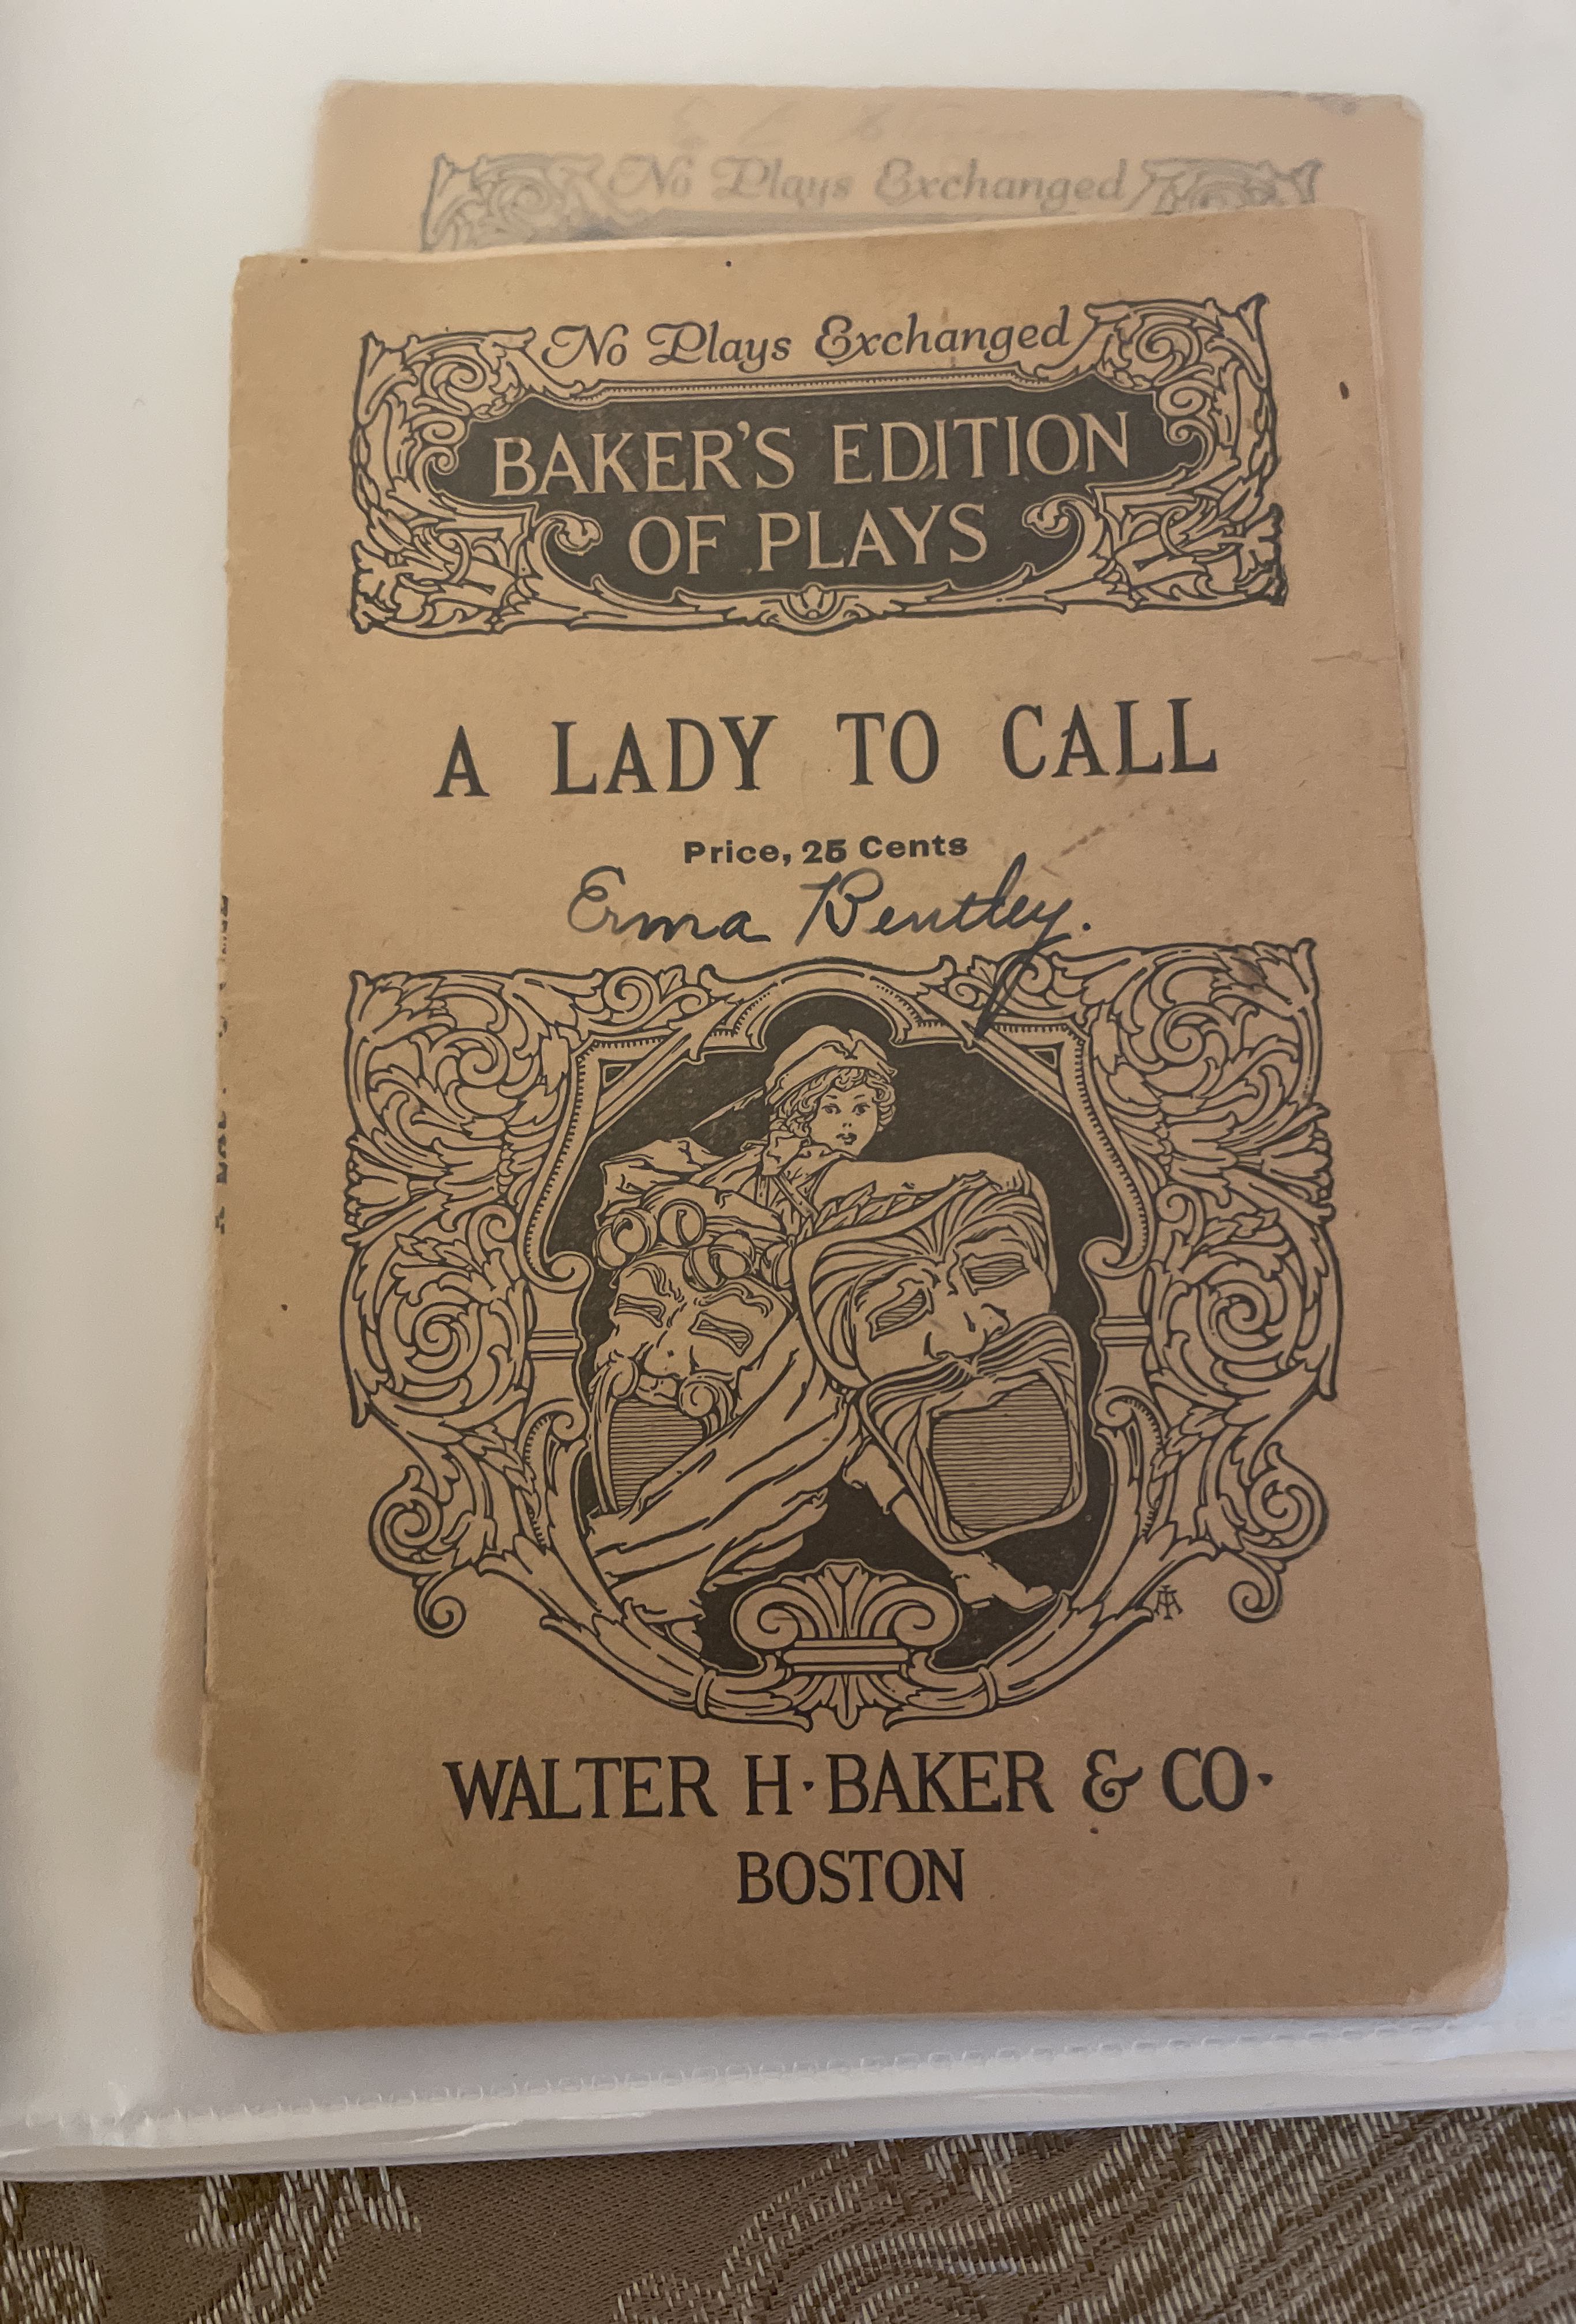 No Plays Exchanged
No Plays Exchanged
BAKER'S EDITION
OF PLAYS
A LADY TO CALL
Price, 25 Cents
Erma Bentley.
WALTER H. BAKER & CO.
BOSTON